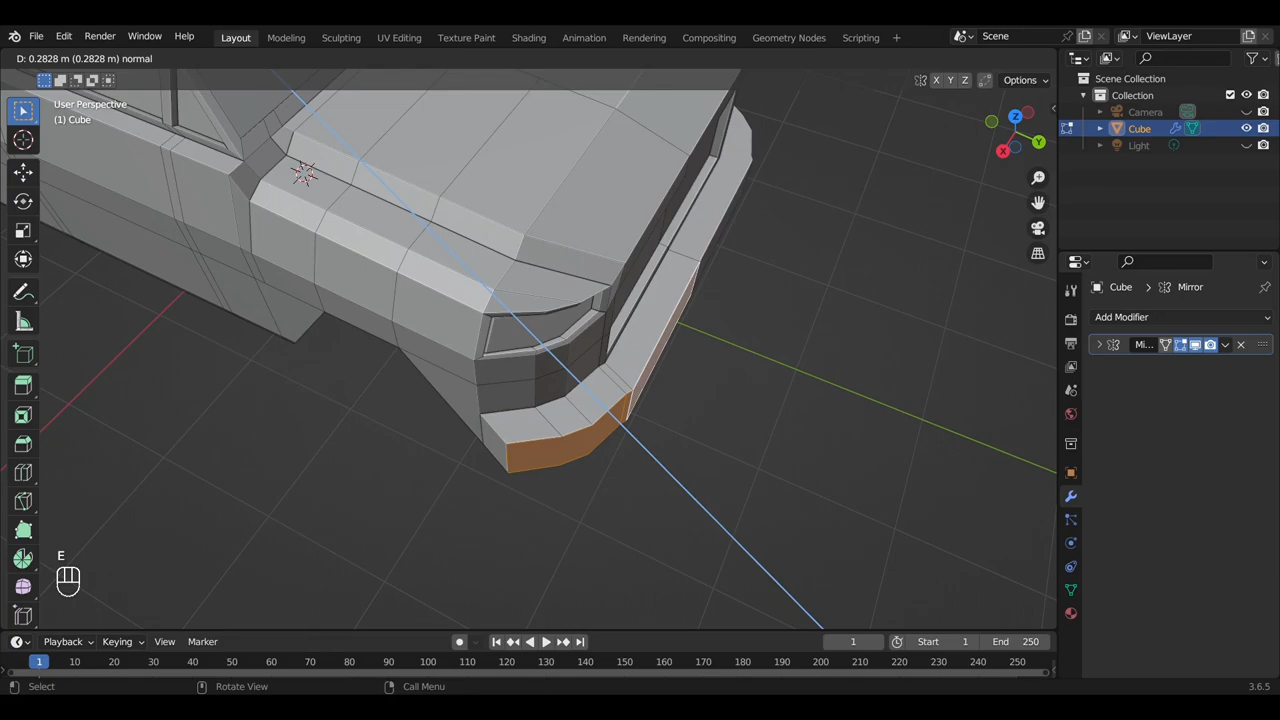 File Edit Render Window Help Layout Modeling Sculpting UV Editing Texture Paint Shading Animation Rendering Compositing Geometry Nodes Scripting + Scene ViewLayer
D: 0.2828 m (0.2828 m) normal
X Y Z Options
User Perspective
(1) Cube
Z
Y
X
Scene Collection
Collection
Camera
Cube
Light
Cube Mirror
Add Modifier
Mi...
E
Playback Keying View Marker 1 Start 1 End 250
1 10 20 30 40 50 60 70 80 90 100 110 120 130 140 150 160 170 180 190 200 210 220 230 240 250
Select Rotate View Call Menu 3.6.5